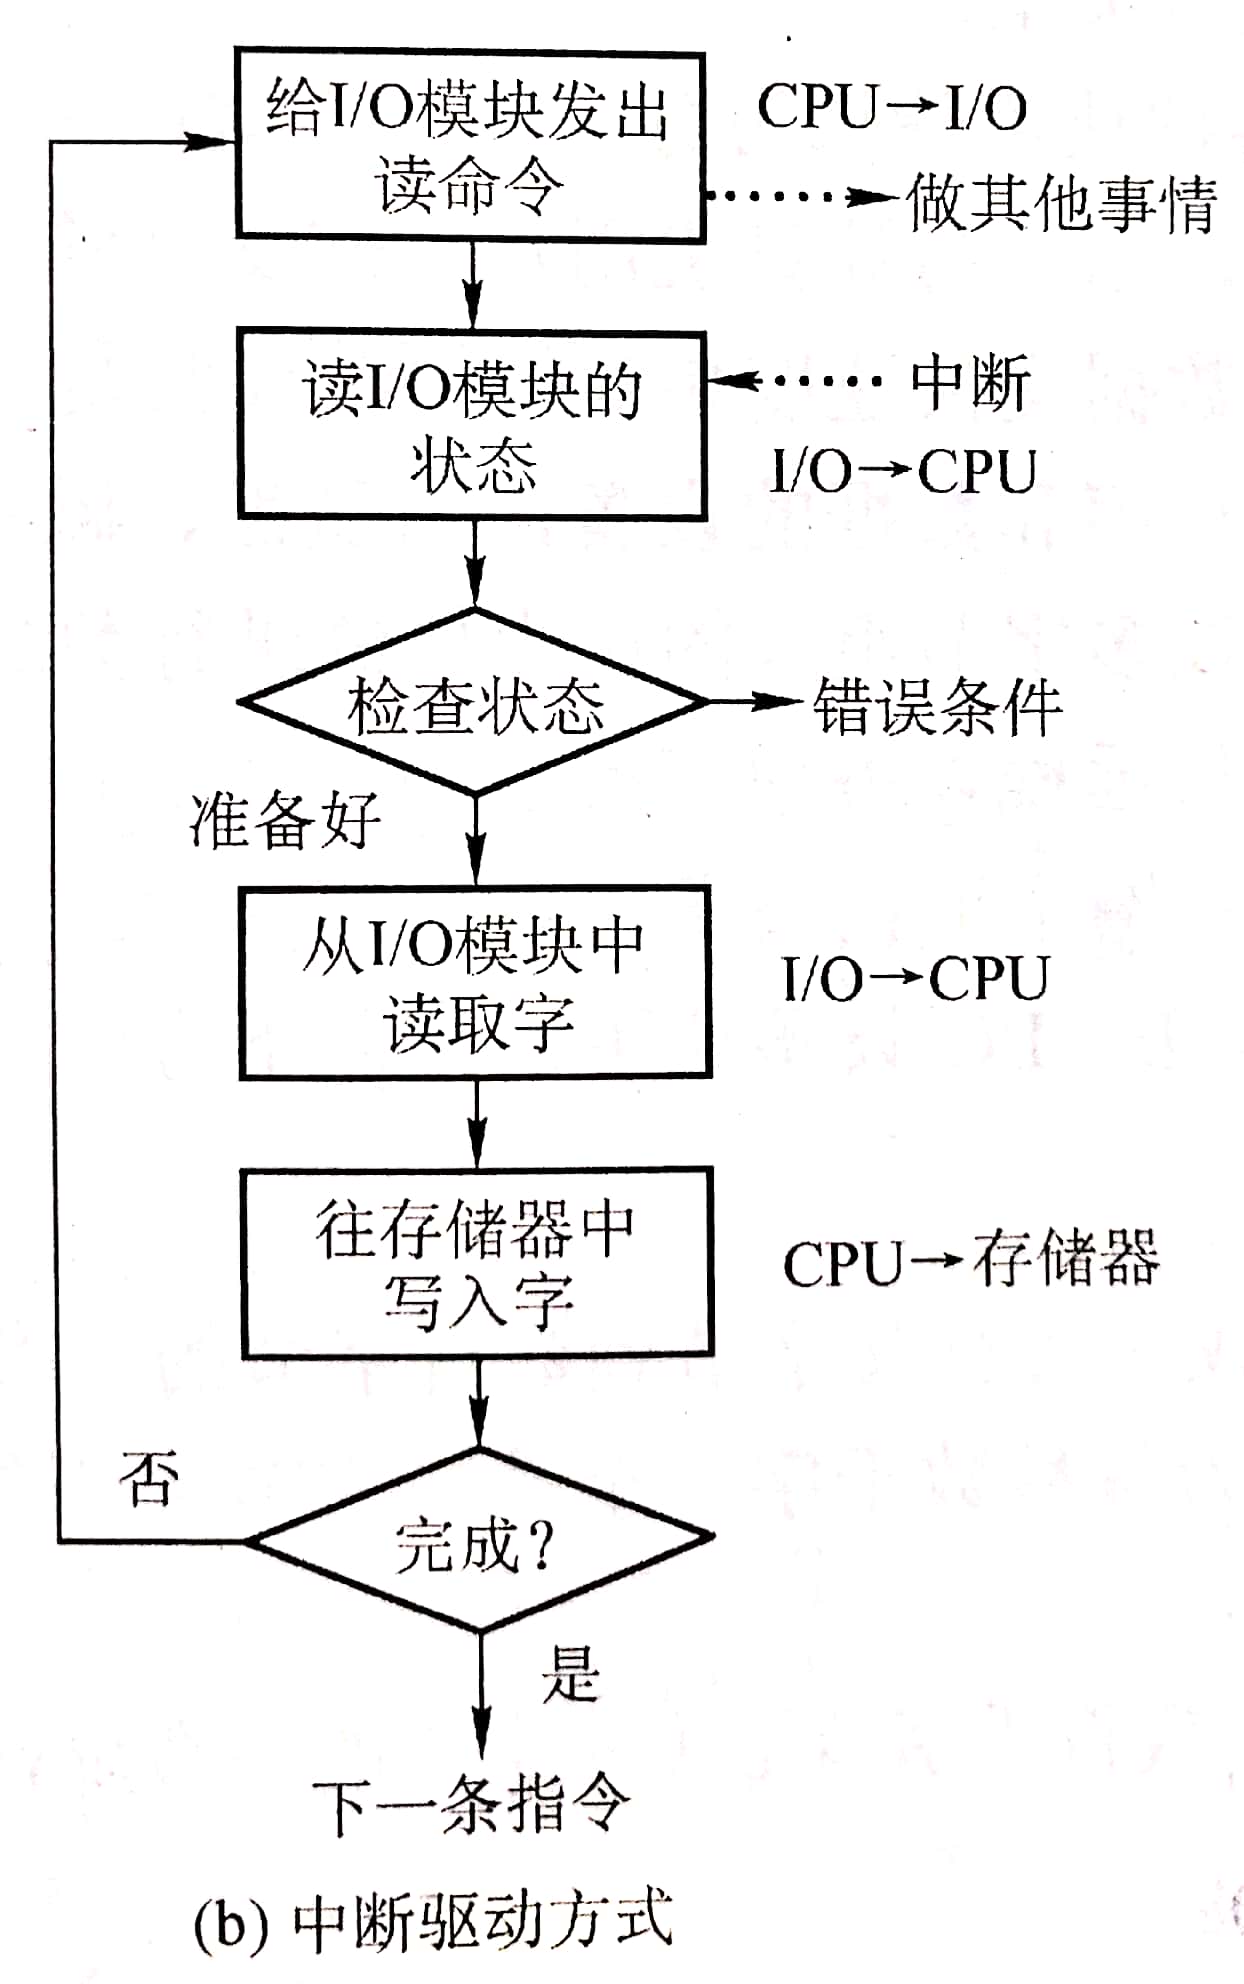 给I/O模块发出
读命令
CPU→I/O
做其他事情
读I/O模块的
状态
中断
I/O→CPU
检查状态
错误条件
准备好
从I/O模块中
读取字
I/O→CPU
往存储器中
写入字
CPU→存储器
否
完成?
是
下一条指令
(b) 中断驱动方式